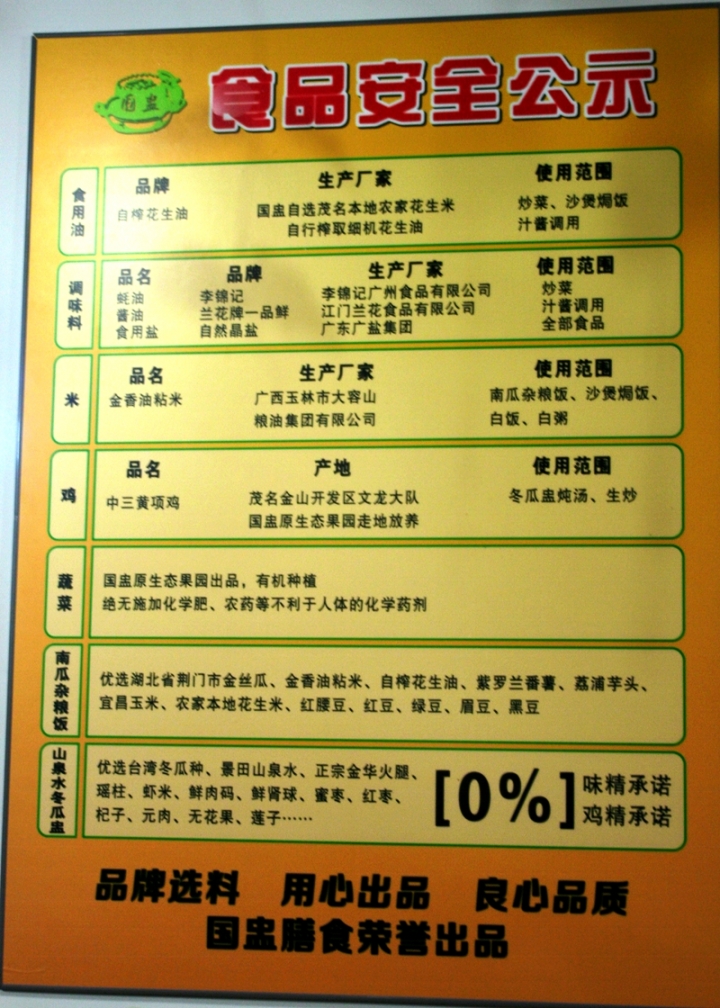 国盅
食品安全公示
食用油
品牌 生产厂家 使用范围
自榨花生油 国盅自选茂名本地农家花生米 炒菜、沙煲焗饭
自行榨取细机花生油 汁酱调用
调味料
品名 品牌 生产厂家 使用范围
蚝油 李锦记 李锦记广州食品有限公司 炒菜
酱油 兰花牌一品鲜 江门兰花食品有限公司 汁酱调用
食用盐 自然晶盐 广东广盐集团 全部食品
米
品名 生产厂家 使用范围
金香油粘米 广西玉林市大容山 南瓜杂粮饭、沙煲焗饭、
粮油集团有限公司 白饭、白粥
鸡
品名 产地 使用范围
中三黄项鸡 茂名金山开发区文龙大队 冬瓜盅炖汤、生炒
国盅原生态果园走地放养
蔬菜
国盅原生态果园出品，有机种植
绝无施加化学肥、农药等不利于人体的化学药剂
南瓜杂粮饭
优选湖北省荆门市金丝瓜、金香油粘米、自榨花生油、紫罗兰番薯、荔浦芋头、
宜昌玉米、农家本地花生米、红腰豆、红豆、绿豆、眉豆、黑豆
山泉水冬瓜盅
优选台湾冬瓜种、景田山泉水、正宗金华火腿、
瑶柱、虾米、鲜肉码、鲜肾球、蜜枣、红枣、
杞子、元肉、无花果、莲子……
[0%] 味精承诺
鸡精承诺
品牌选料 用心出品 良心品质
国盅膳食荣誉出品